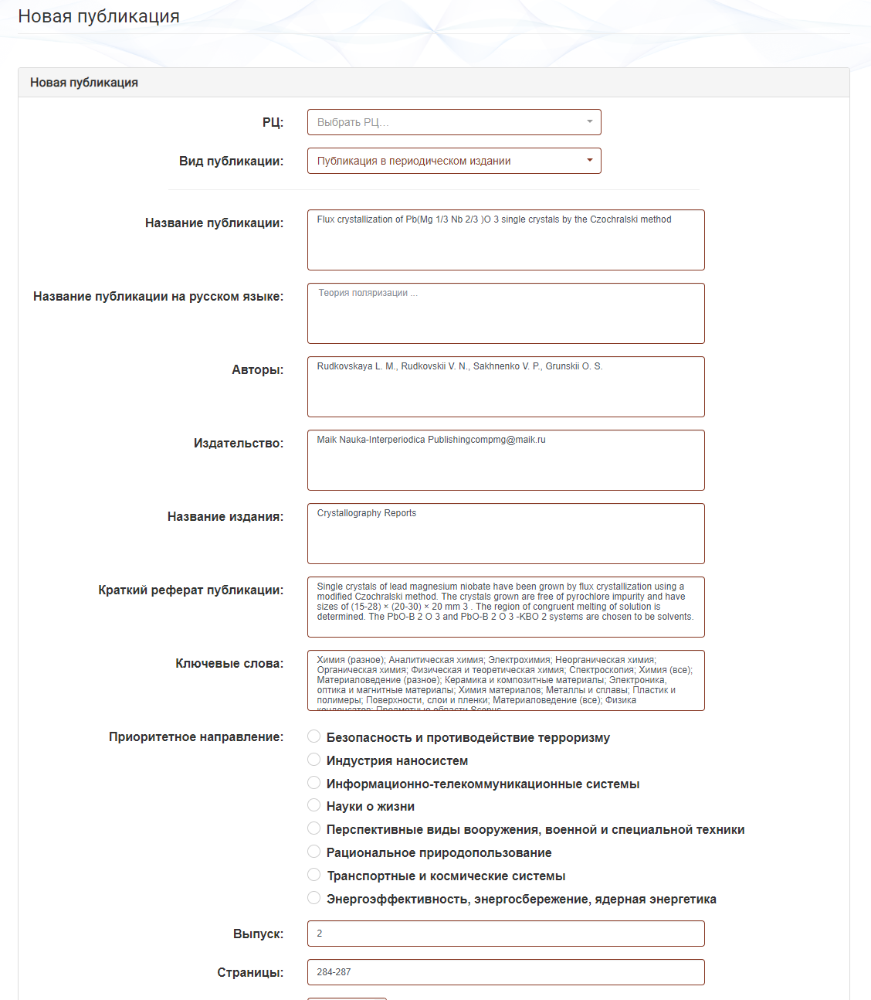 Новая публикация
Новая публикация
РЦ:
Выбрать РЦ...
Вид публикации:
Публикация в периодическом издании
Название публикации:
Flux crystallization of Pb(Mg 1/3 Nb 2/3 )O 3 single crystals by the Czochralski method
Название публикации на русском языке:
Теория поляризации ...
Авторы:
Rudkovskaya L. M., Rudkovskii V. N., Sakhnenko V. P., Grunskii O. S.
Издательство:
Maik Nauka-Interperiodica Publishingcompmg@maik.ru
Название издания:
Crystallography Reports
Краткий реферат публикации:
Single crystals of lead magnesium niobate have been grown by flux crystallization using a
modified Czochralski method. The crystals grown are free of pyrochlore impurity and have
sizes of (15-28) × (20-30) × 20 mm 3 . The region of congruent melting of solution is
determined. The PbO-B 2 O 3 and PbO-B 2 O 3 -KBO 2 systems are chosen to be solvents.
Ключевые слова:
Химия (разное); Аналитическая химия; Электрохимия; Неорганическая химия;
Органическая химия; Физическая и теоретическая химия; Спектроскопия; Химия (все);
Материаловедение (разное); Керамика и композитные материалы; Электроника,
оптика и магнитные материалы; Химия материалов; Металлы и сплавы; Пластик и
полимеры; Поверхности, слои и пленки; Материаловедение (все); Физика
конденсатов; Предметные области Scopus
Приоритетное направление:
Безопасность и противодействие терроризму
Индустрия наносистем
Информационно-телекоммуникационные системы
Науки о жизни
Перспективные виды вооружения, военной и специальной техники
Рациональное природопользование
Транспортные и космические системы
Энергоэффективность, энергосбережение, ядерная энергетика
Выпуск:
2
Страницы:
284-287